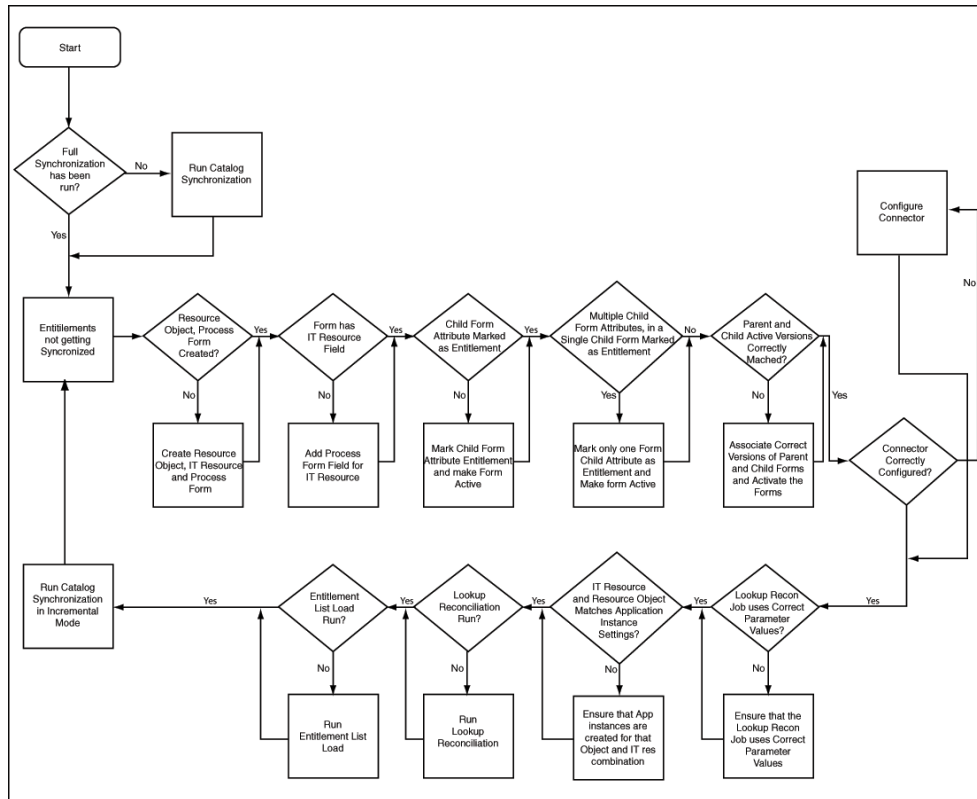 Start
Full
Synchronization
has been
run?
No
Run Catalog
Synchronization
Yes
Configure
Connector
No
Entitilements
not getting
Syncronized
Resource
Object, Process
Form
Created?
Yes
Form has
IT Resource
Field
Yes
Child Form
Attribute Marked
as Entitlement
Yes
Multiple Child
Form Attributes, in a
Single Child Form Marked
as Entitlement
No
Parent and
Child Active Versions
Correctly
Mached?
Yes
No
No
No
Yes
No
Create Resource
Object, IT Resource
and Process
Form
Add Process
Form Field for
IT Resource
Mark Child Form
Attribute Entitlement
and make Form
Active
Mark only one Form
Child Attribute as
Entitlement and
Make form Active
Associate Correct
Versions of Parent
and Child Forms
and Activate the
Forms
Connector
Correctly
Configured?
Run Catalog
Synchronization
in Incremental
Mode
Yes
Entitlement
List Load
Run?
Yes
Lookup
Reconciliation
Run?
Yes
IT Resource
and Resource Object
Matches Application
Instance
Settings?
Yes
Lookup Recon
Job uses Correct
Parameter
Values?
Yes
No
No
No
No
Run
Entitlement List
Load
Run
Lookup
Reconciliation
Ensure that App
instances are
created for that
Object and IT res
combination
Ensure that the
Lookup Recon
Job uses Correct
Parameter
Values